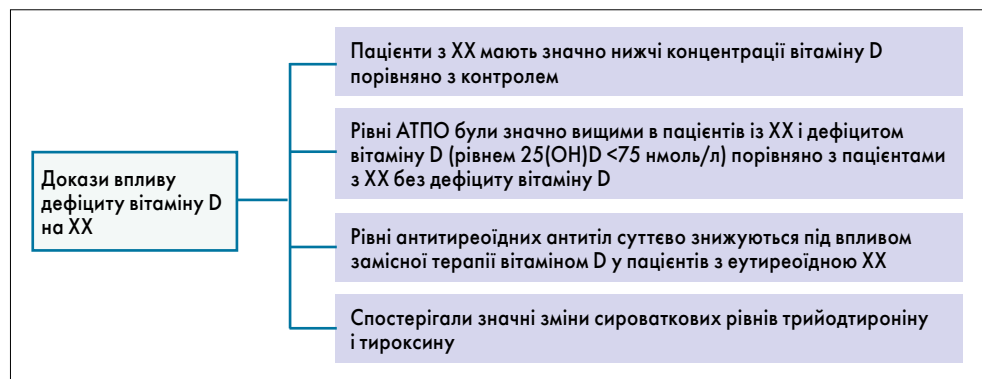 Пацієнти з ХХ мають значно нижчі концентрації вітаміну D
порівняно з контролем
Рівні АТПО були значно вищими в пацієнтів із ХХ і дефіцитом
вітаміну D (рівнем 25(ОН)D <75 нмоль/л) порівняно з пацієнтами
з ХХ без дефіциту вітаміну D
Докази впливу
дефіциту вітаміну D
на ХХ
Рівні антитиреоїдних антитіл суттєво знижуються під впливом
замісної терапії вітаміном D у пацієнтів з еутиреоїдною ХХ
Спостерігали значні зміни сироваткових рівнів трийодтироніну
і тироксину